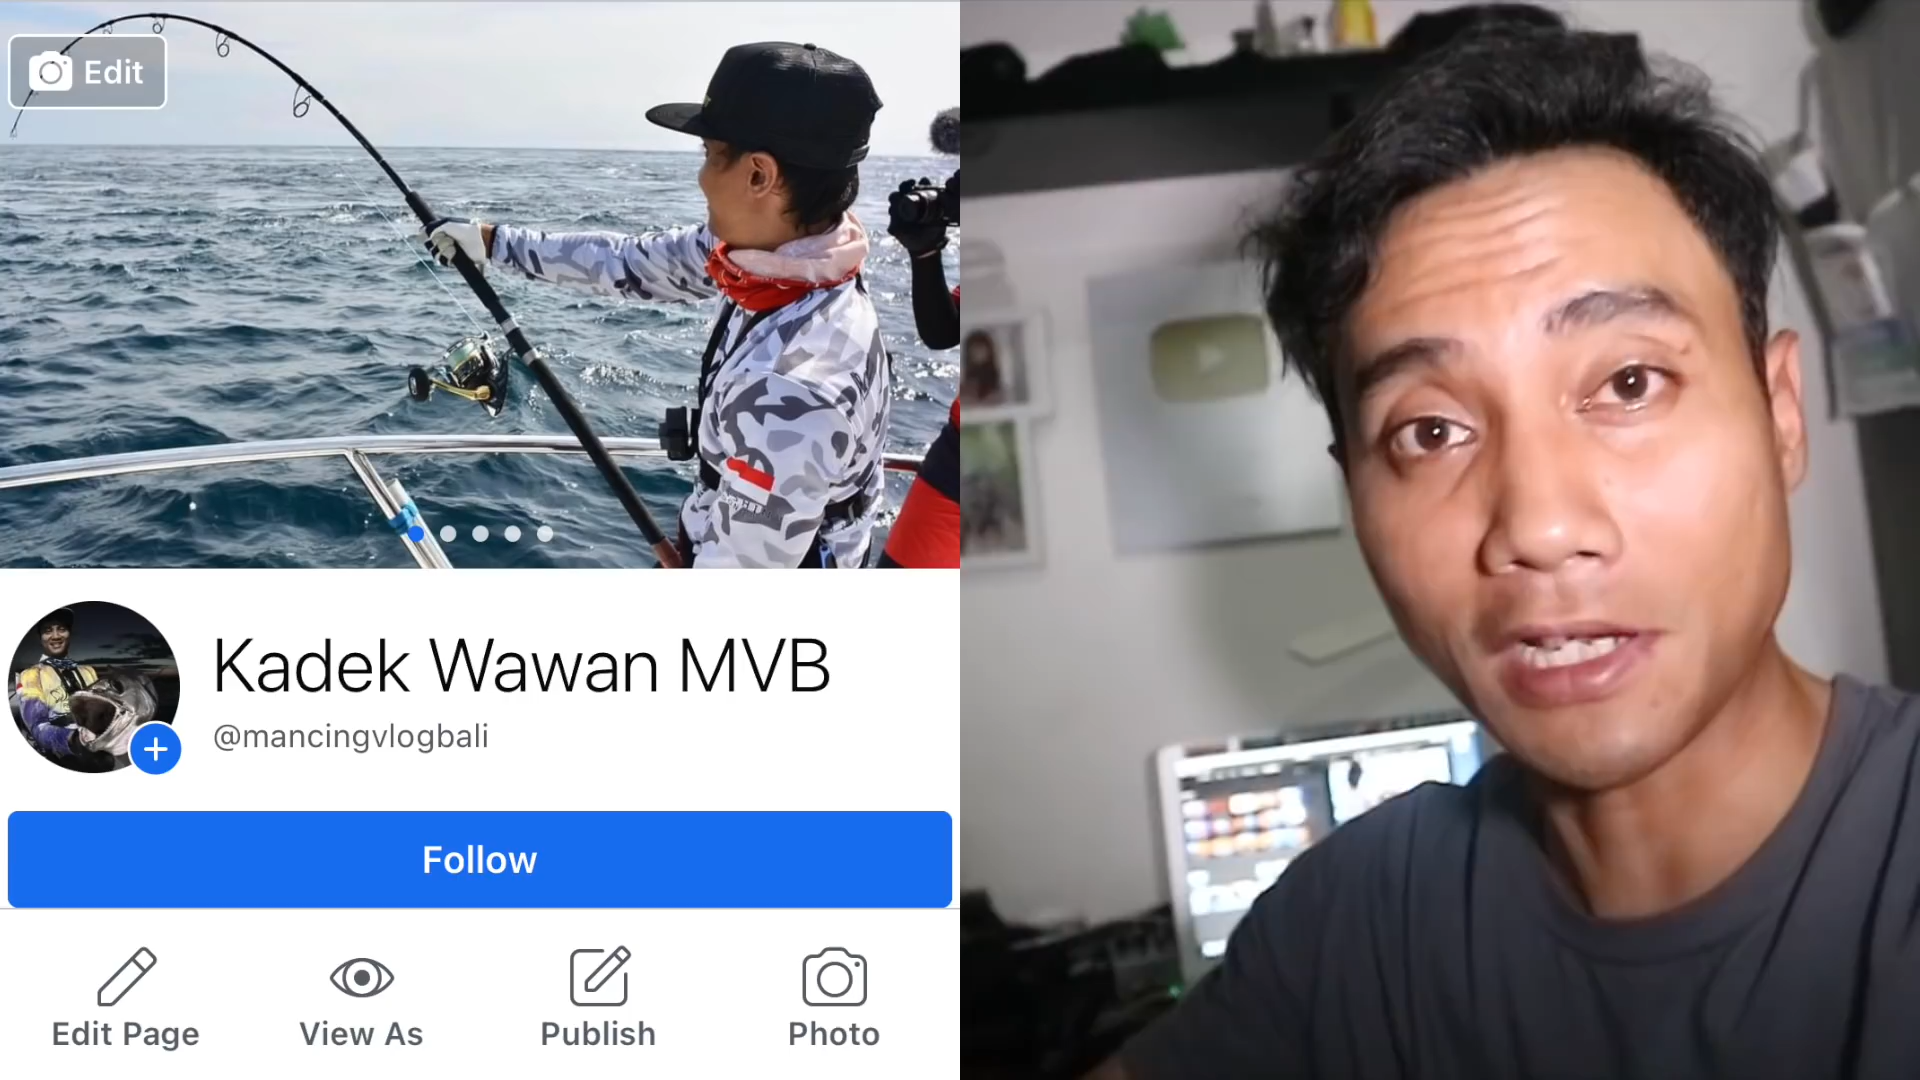 Edit
Kadek Wawan MVB
@mancingvlogbali
Follow
Edit Page
View As
Publish
Photo